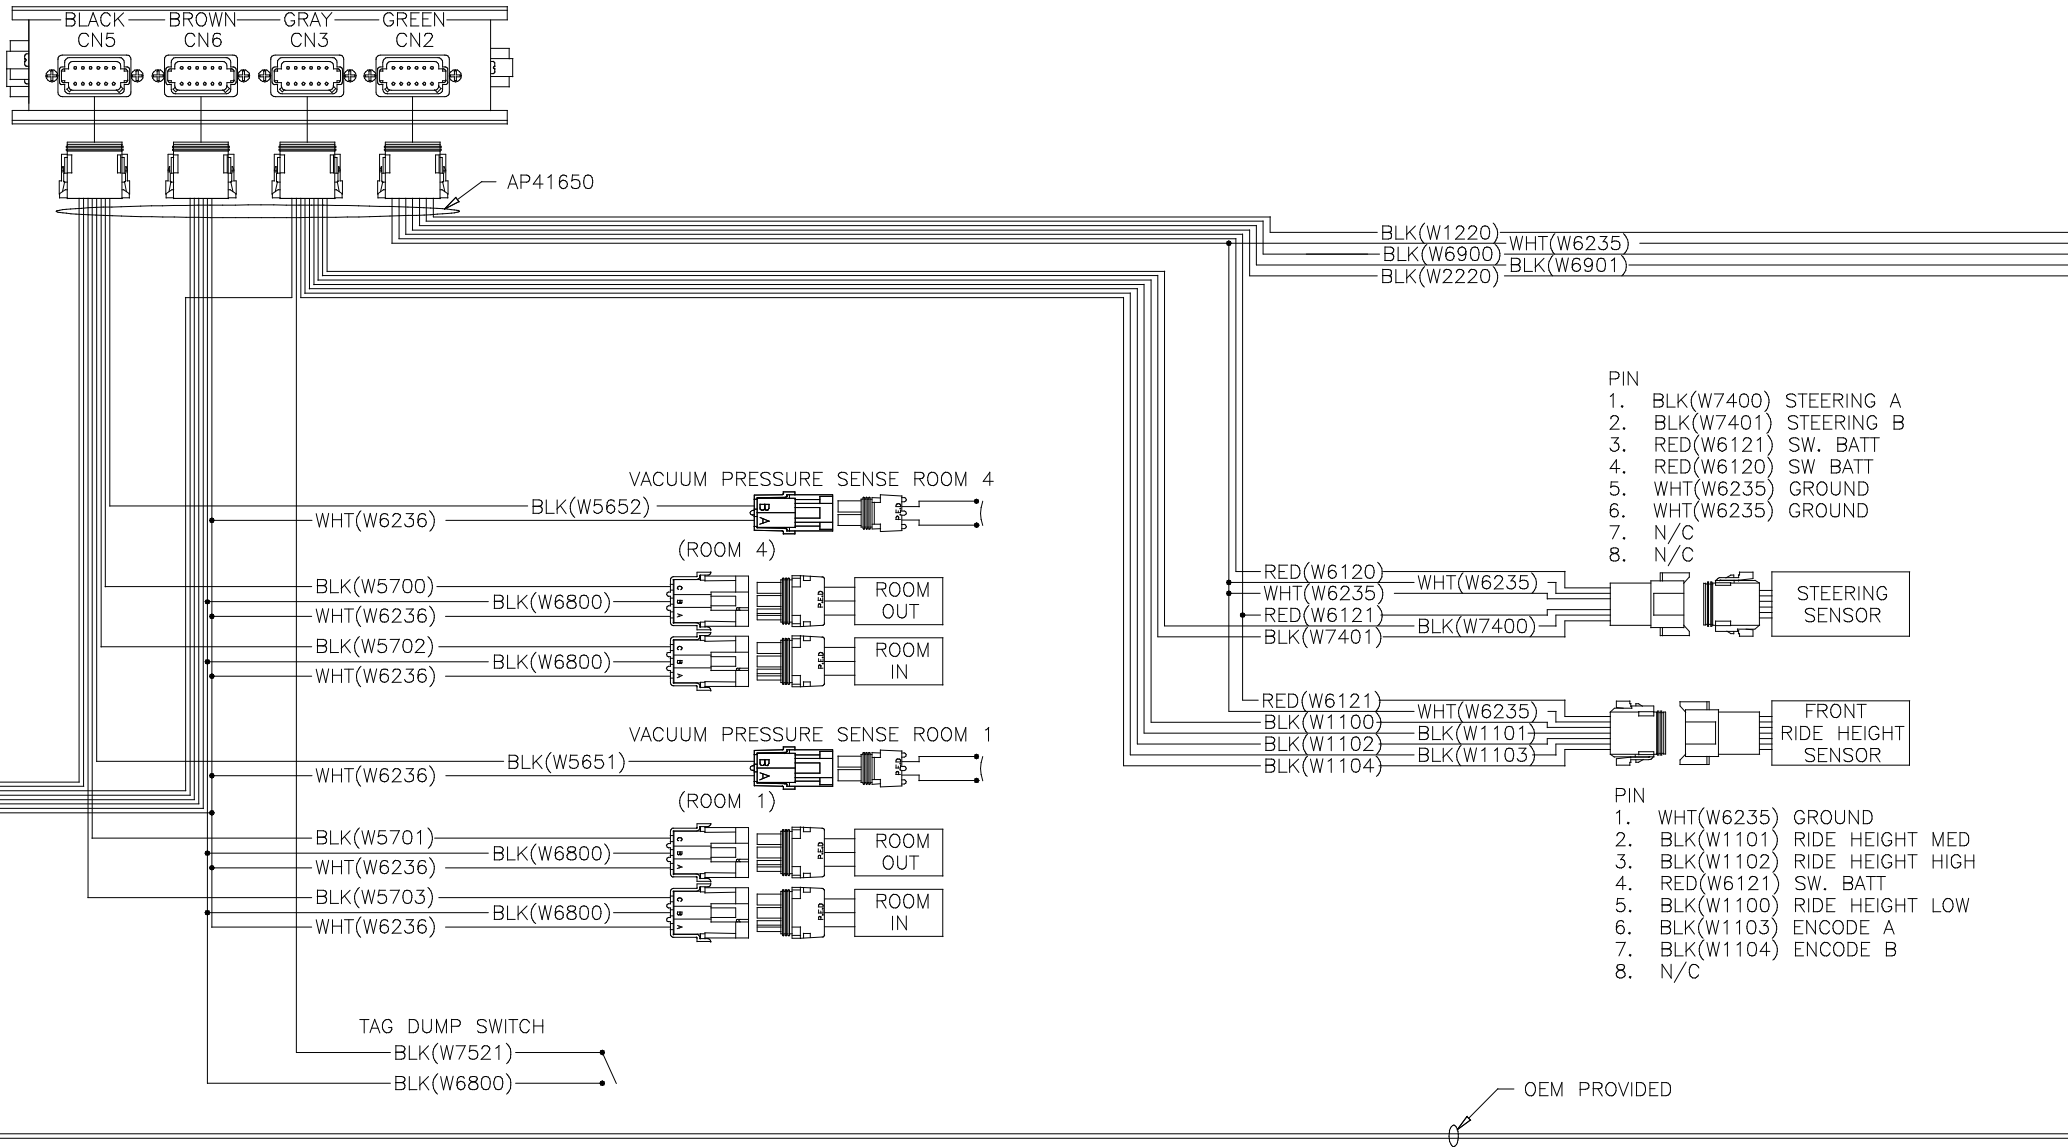 BLACK BROWN GRAY GREEN
CN5 CN6 CN3 CN2
AP41650
BLK(W1220)
WHT(W6235)
BLK(W6900)
BLK(W6901)
BLK(W2220)
PIN
1. BLK(W7400) STEERING A
2. BLK(W7401) STEERING B
3. RED(W6121) SW. BATT
4. RED(W6120) SW BATT
5. WHT(W6235) GROUND
6. WHT(W6235) GROUND
7. N/C
8. N/C
VACUUM PRESSURE SENSE ROOM 4
BLK(W5652)
WHT(W6236)
B
A
P.E.D
(ROOM 4)
BLK(W5700)
BLK(W6800)
WHT(W6236)
C
B
A
P.E.D
ROOM
OUT
BLK(W5702)
BLK(W6800)
WHT(W6236)
C
B
A
P.E.D
ROOM
IN
RED(W6120)
WHT(W6235)
WHT(W6235)
RED(W6121)
BLK(W7400)
BLK(W7401)
STEERING
SENSOR
RED(W6121)
WHT(W6235)
BLK(W1100)
BLK(W1101)
BLK(W1102)
BLK(W1103)
BLK(W1104)
FRONT
RIDE HEIGHT
SENSOR
VACUUM PRESSURE SENSE ROOM 1
BLK(W5651)
WHT(W6236)
B
A
P.E.D
(ROOM 1)
BLK(W5701)
BLK(W6800)
WHT(W6236)
C
B
A
P.E.D
ROOM
OUT
BLK(W5703)
BLK(W6800)
WHT(W6236)
C
B
A
P.E.D
ROOM
IN
PIN
1. WHT(W6235) GROUND
2. BLK(W1101) RIDE HEIGHT MED
3. BLK(W1102) RIDE HEIGHT HIGH
4. RED(W6121) SW. BATT
5. BLK(W1100) RIDE HEIGHT LOW
6. BLK(W1103) ENCODE A
7. BLK(W1104) ENCODE B
8. N/C
TAG DUMP SWITCH
BLK(W7521)
BLK(W6800)
OEM PROVIDED